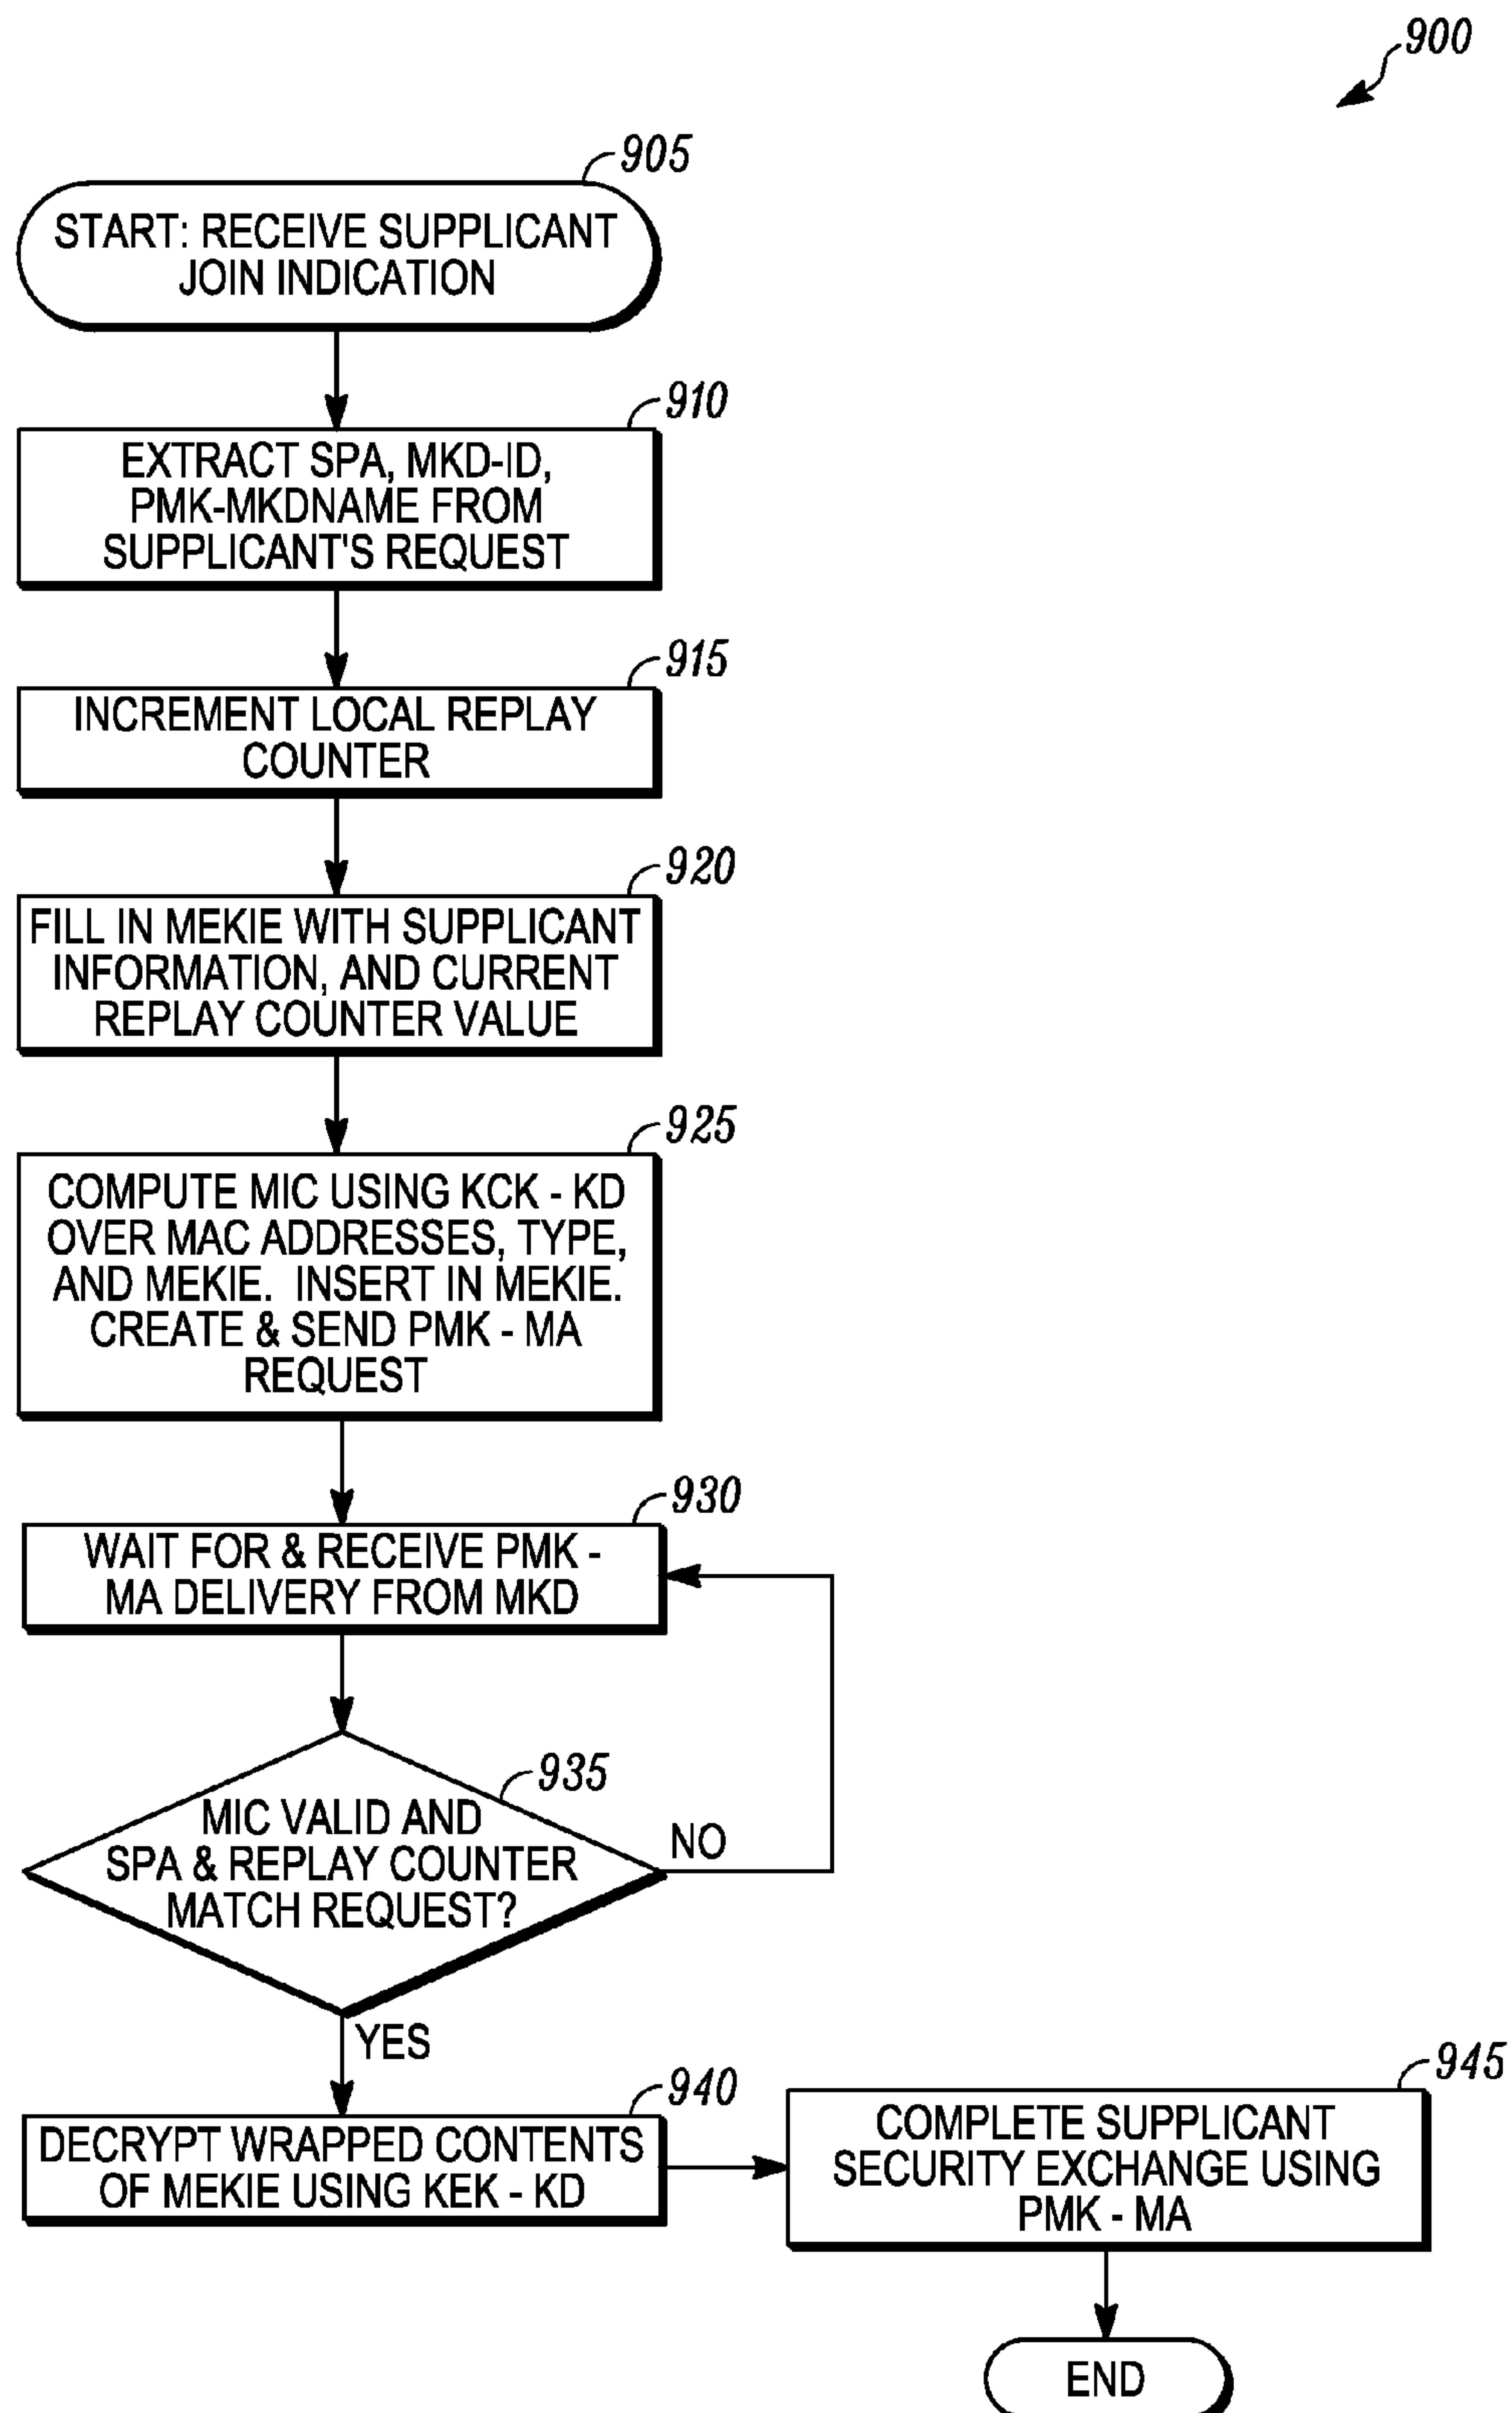 900
905
START: RECEIVE SUPPLICANT
JOIN INDICATION
910
EXTRACT SPA, MKD-ID,
PMK-MKDNAME FROM
SUPPLICANT'S REQUEST
915
INCREMENT LOCAL REPLAY
COUNTER
920
FILL IN MEKIE WITH SUPPLICANT
INFORMATION, AND CURRENT
REPLAY COUNTER VALUE
925
COMPUTE MIC USING KCK - KD
OVER MAC ADDRESSES, TYPE,
AND MEKIE. INSERT IN MEKIE.
CREATE & SEND PMK - MA
REQUEST
930
WAIT FOR & RECEIVE PMK -
MA DELIVERY FROM MKD
935
MIC VALID AND
SPA & REPLAY COUNTER
MATCH REQUEST?
NO
YES
940
DECRYPT WRAPPED CONTENTS
OF MEKIE USING KEK - KD
945
COMPLETE SUPPLICANT
SECURITY EXCHANGE USING
PMK - MA
END